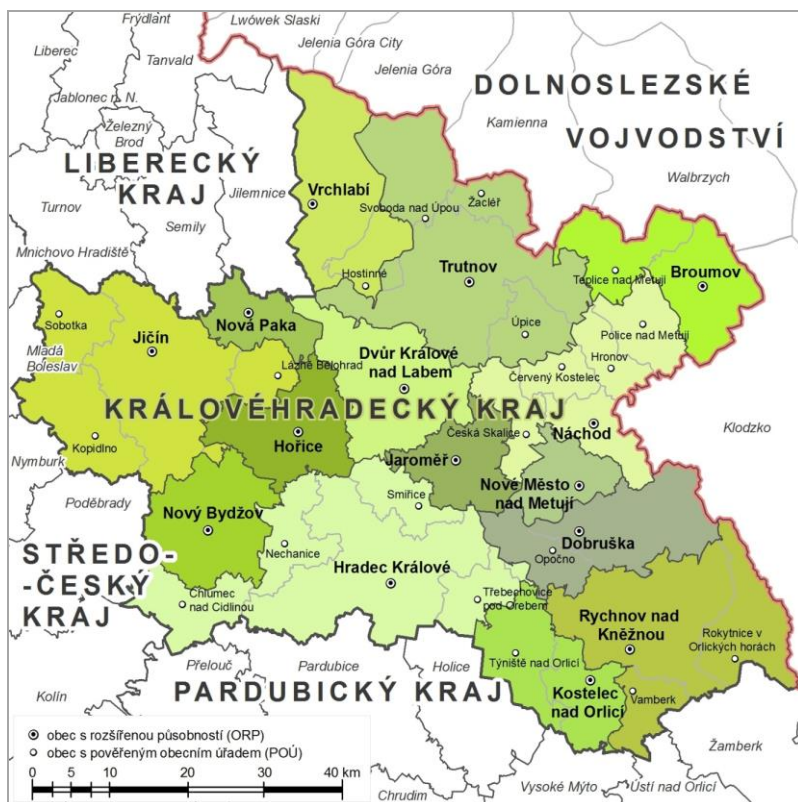 Frýdlant
Lwówek Slaski
Liberec
Tanvald
Jelenia Góra City
Jelenia Góra
DOLNOSLEZSKÉ
VOJVODSTVÍ
Jablonec n. N.
Železný
Brod
Kamienna
LIBERECKÝ
KRAJ
Walbrzych
Jilemnice
Turnov
Semily
Mnichovo Hradiště
Vrchlabí
Svoboda nad Úpou
Žacléř
Trutnov
Hostinné
Teplice nad Metují
Broumov
Sobotka
Nová Paka
Jičín
Mladá
Boleslav
Dvůr Králové
nad Labem
Úpice
Police nad Metují
Hronov
Lázně Bělohrad
Červený Kostelec
KRÁLOVÉHRADECKÝ KRAJ
Kopidlno
Hořice
Česká Skalice
Náchod
Klodzko
Nymburk
Jaroměř
Poděbrady
Nový Bydžov
Smiřice
Nové Město
nad Metují
STŘEDO-
-ČESKÝ
KRAJ
Nechanice
Hradec Králové
Dobruška
Opočno
Chlumec
nad Cidlinou
Třebechovice
pod Orebem
Rychnov nad
Kněžnou
Rokytnice v
Orlických horách
Týniště nad Orlicí
Kostelec
nad Orlicí
Vamberk
Přelouč
Pardubice
Holice
Kolín
PARDUBICKÝ KRAJ
Žamberk
obec s rozšířenou působností (ORP)
obec s pověřeným obecním úřadem (POÚ)
0 10 20 30 40 km
Chrudim
Vysoké Mýto
Ústí nad Orlicí